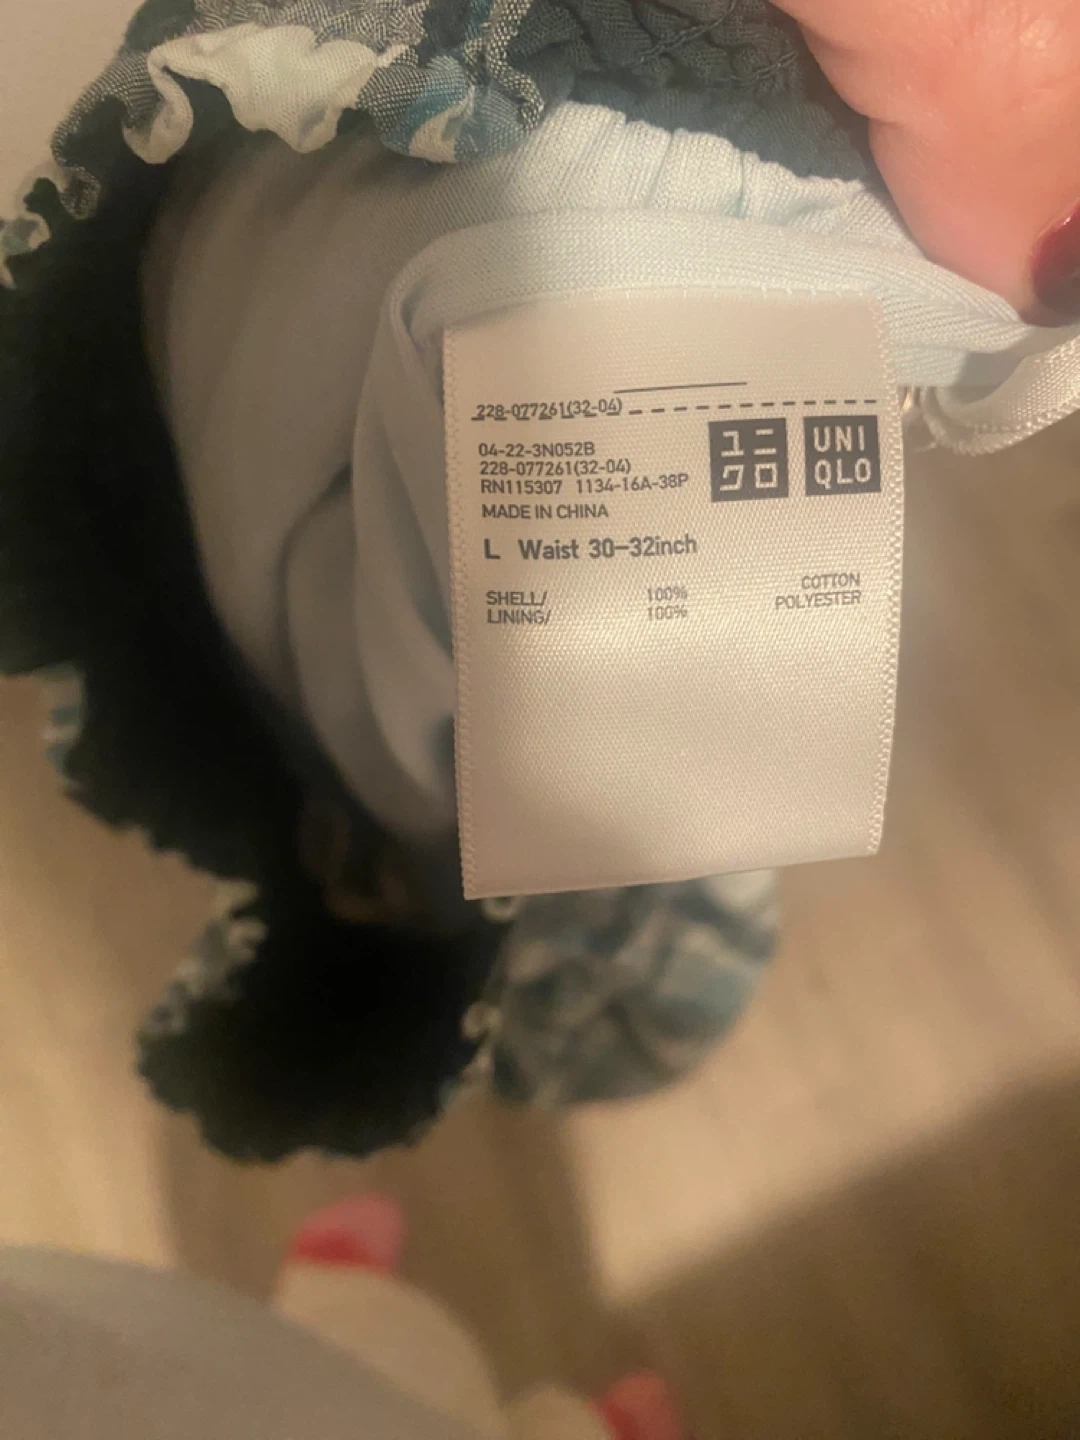 228-077261(32-04)
04-22-3N052B
228-077261(32-04)
RN115307 1134-16A-38P
MADE IN CHINA
ユニ
クロ
UNI
QLO
L Waist 30-32inch
SHELL/ 100% COTTON
LINING/ 100% POLYESTER